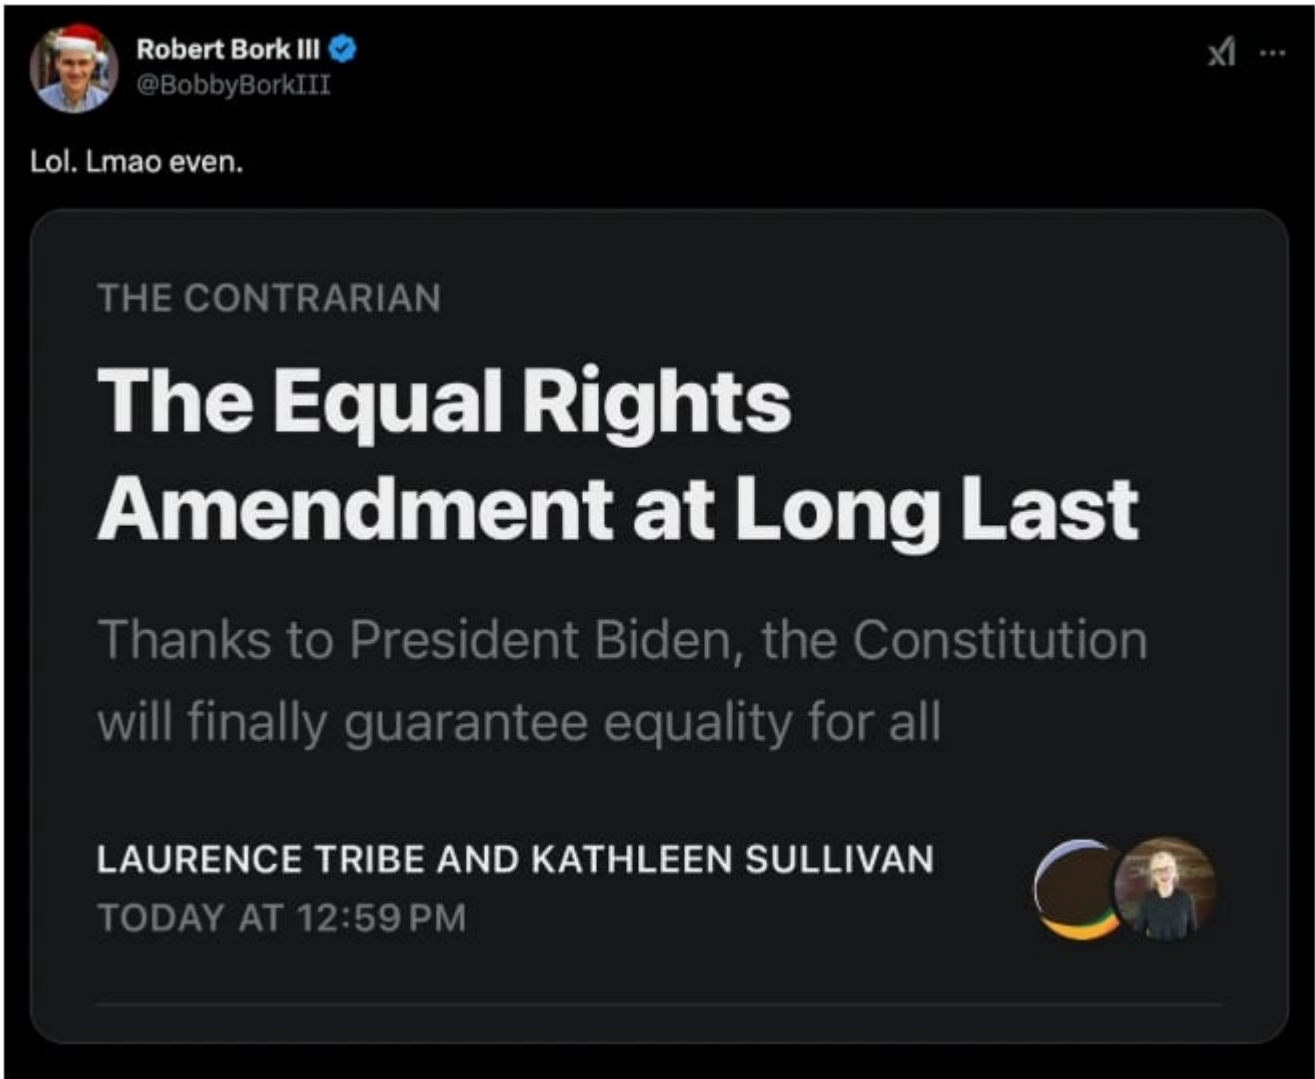 Robert Bork III
@BobbyBorkIII
Lol. Lmao even.
THE CONTRARIAN
The Equal Rights
Amendment at Long Last
Thanks to President Biden, the Constitution
will finally guarantee equality for all
LAURENCE TRIBE AND KATHLEEN SULLIVAN
TODAY AT 12:59 PM